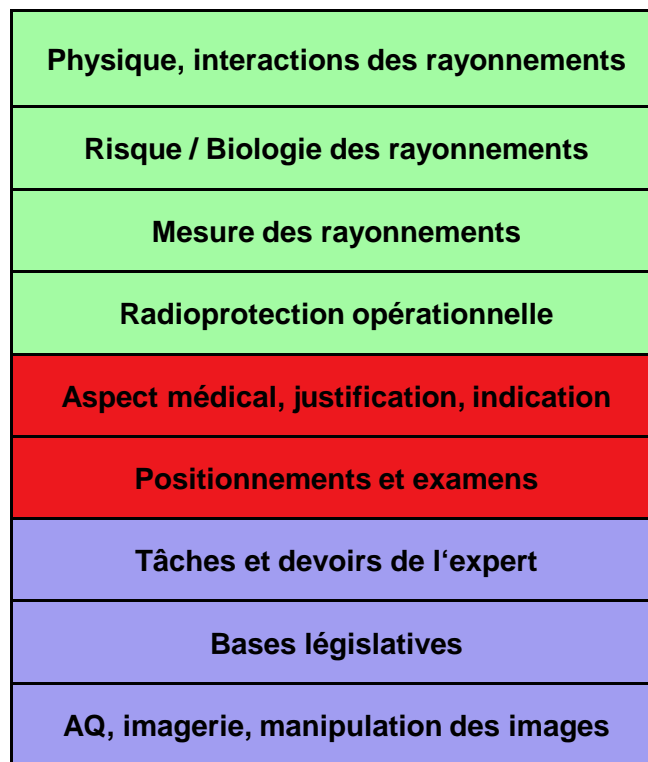 Physique, interactions des rayonnements
Risque / Biologie des rayonnements
Mesure des rayonnements
Radioprotection opérationnelle
Aspect médical, justification, indication
Positionnements et examens
Tâches et devoirs de l‘expert
Bases législatives
AQ, imagerie, manipulation des images